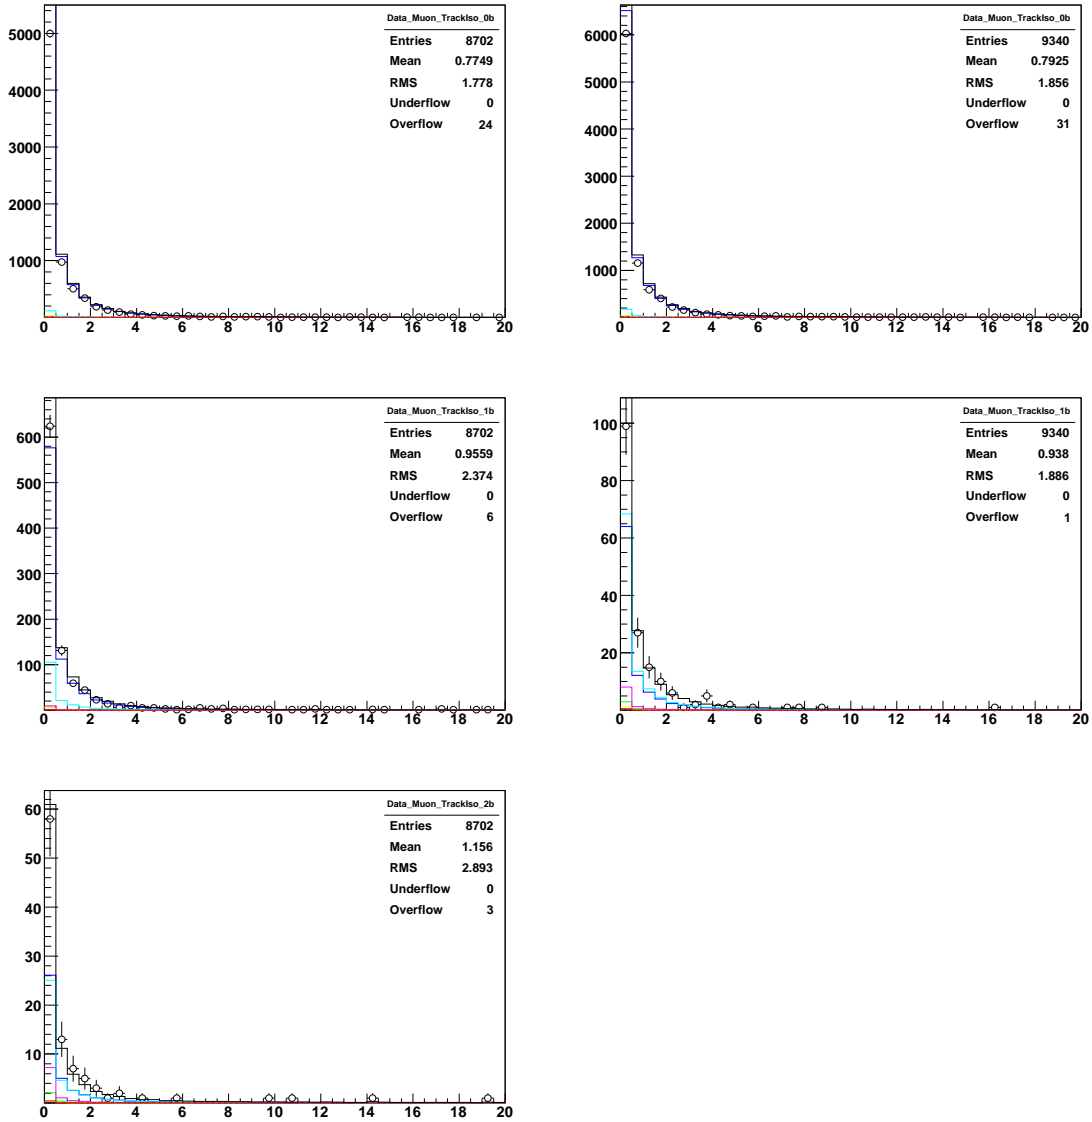 Data_Muon_TrackIso_0b
Entries 8702
Mean 0.7749
RMS 1.778
Underflow 0
Overflow 24
5000
4000
3000
2000
1000
0 2 4 6 8 10 12 14 16 18 20
Data_Muon_TrackIso_0b
Entries 9340
Mean 0.7925
RMS 1.856
Underflow 0
Overflow 31
6000
6000
4000
3000
2000
1000
0 2 4 6 8 10 12 14 16 18 20
Data_Muon_TrackIso_1b
Entries 8702
Mean 0.9559
RMS 2.374
Underflow 0
Overflow 6
600
500
400
300
200
100
0 2 4 6 8 10 12 14 16 18 20
Data_Muon_TrackIso_1b
Entries 9340
Mean 0.938
RMS 1.886
Underflow 0
Overflow 1
100
80
60
40
20
0 2 4 6 8 10 12 14 16 18 20
Data_Muon_TrackIso_2b
Entries 8702
Mean 1.156
RMS 2.893
Underflow 0
Overflow 3
60
50
40
30
20
10
0 2 4 6 8 10 12 14 16 18 20